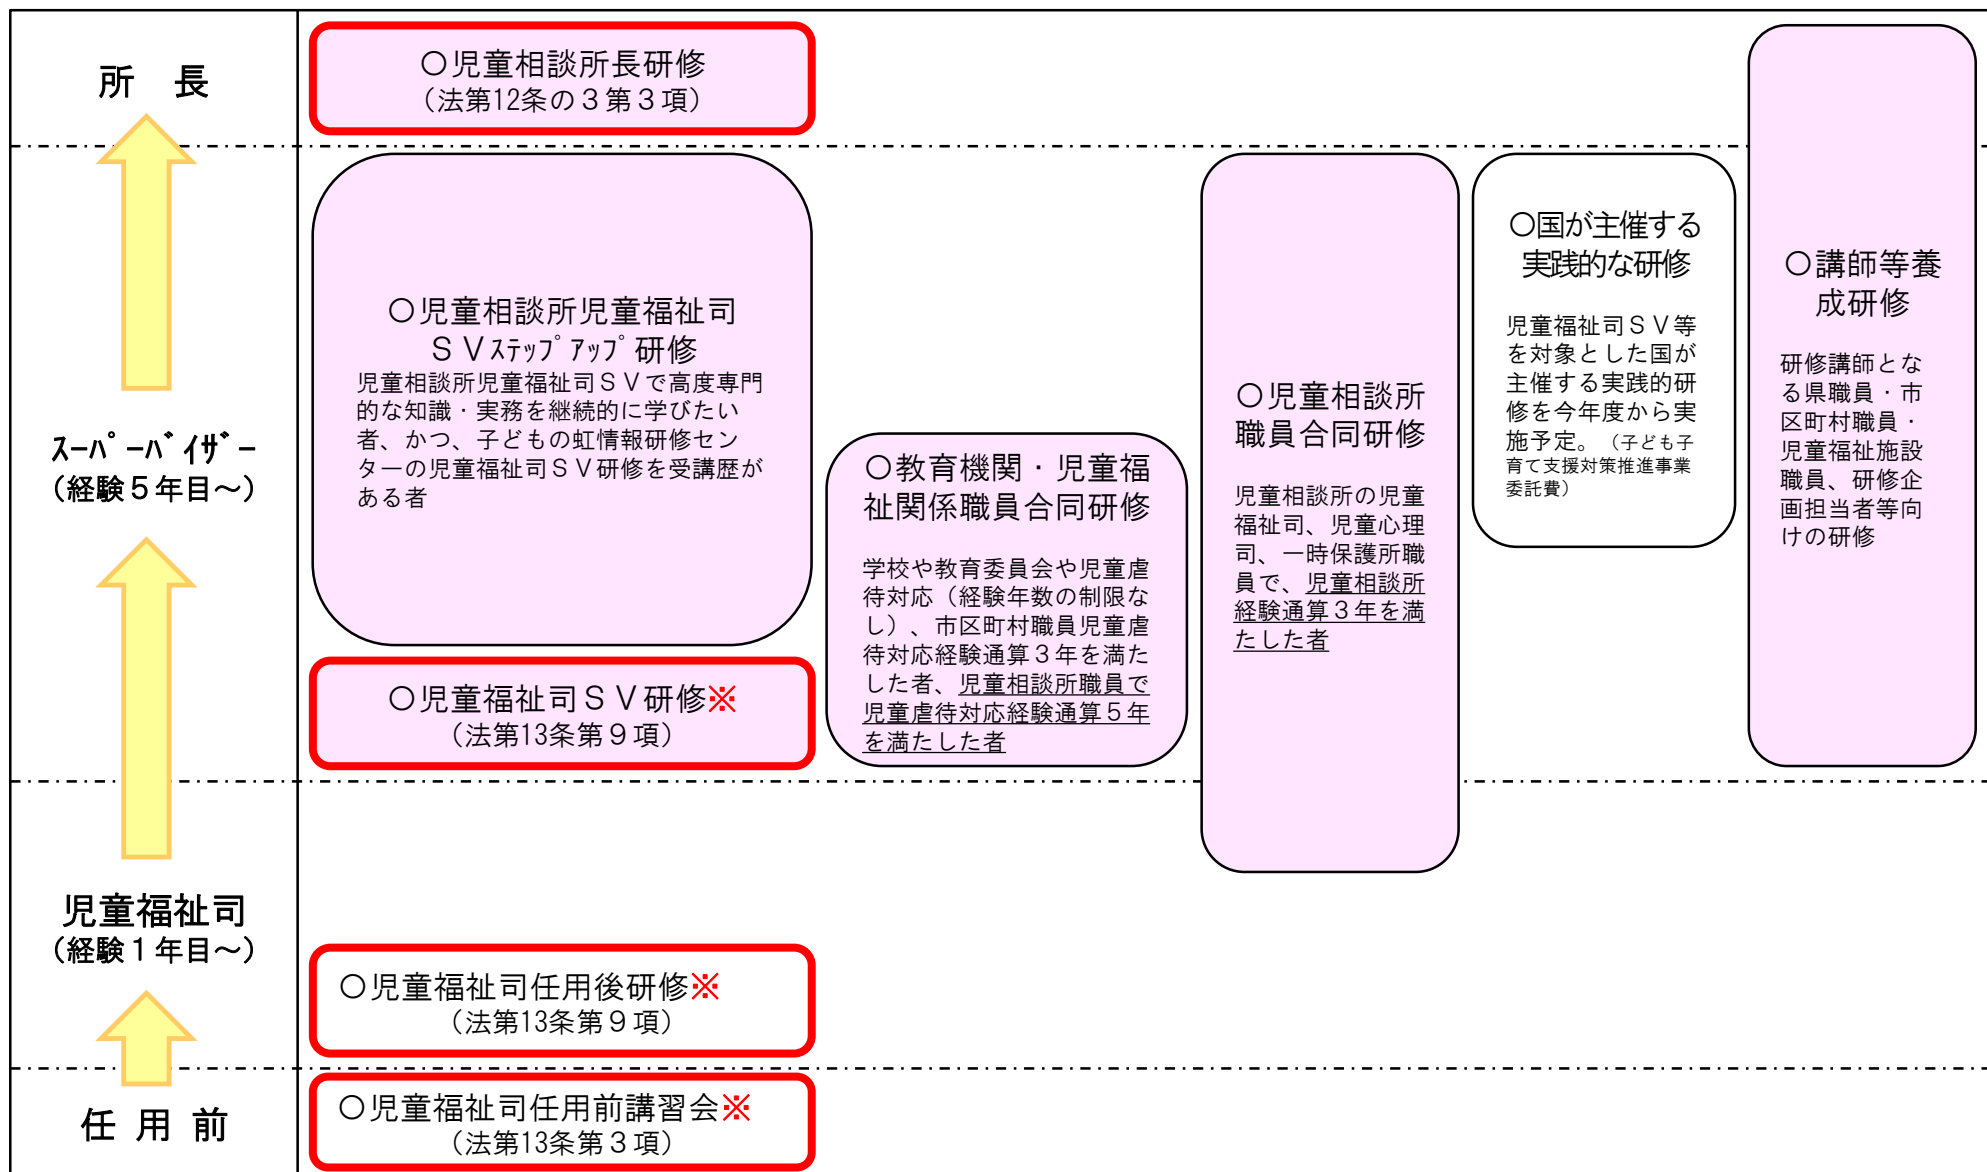 所　長
〇児童相談所長研修
（法第12条の３第３項）
スーパーバイザー
（経験５年目～）
〇児童相談所児童福祉司
ＳＶステップアップ研修
児童相談所児童福祉司ＳＶで高度専門
的な知識・実務を継続的に学びたい
者、かつ、子どもの虹情報研修セン
ターの児童福祉司ＳＶ研修を受講歴が
ある者
〇児童福祉司ＳＶ研修※
（法第13条第９項）
〇教育機関・児童福
祉関係職員合同研修
学校や教育委員会や児童虐
待対応（経験年数の制限な
し）、市区町村職員児童虐
待対応経験通算３年を満た
した者、児童相談所職員で
児童虐待対応経験通算５年
を満たした者
〇児童相談所
職員合同研修
児童相談所の児童
福祉司、児童心理
司、一時保護所職
員で、児童相談所
経験通算３年を満
たした者
〇国が主催する
実践的な研修
児童福祉司ＳＶ等
を対象とした国が
主催する実践的研
修を今年度から実
施予定。（子ども子
育て支援対策推進事業
委託費）
〇講師等養
成研修
研修講師とな
る県職員・市
区町村職員・
児童福祉施設
職員、研修企
画担当者等向
けの研修
児童福祉司
（経験１年目～）
〇児童福祉司任用後研修※
（法第13条第９項）
任 用 前
〇児童福祉司任用前講習会※
（法第13条第３項）